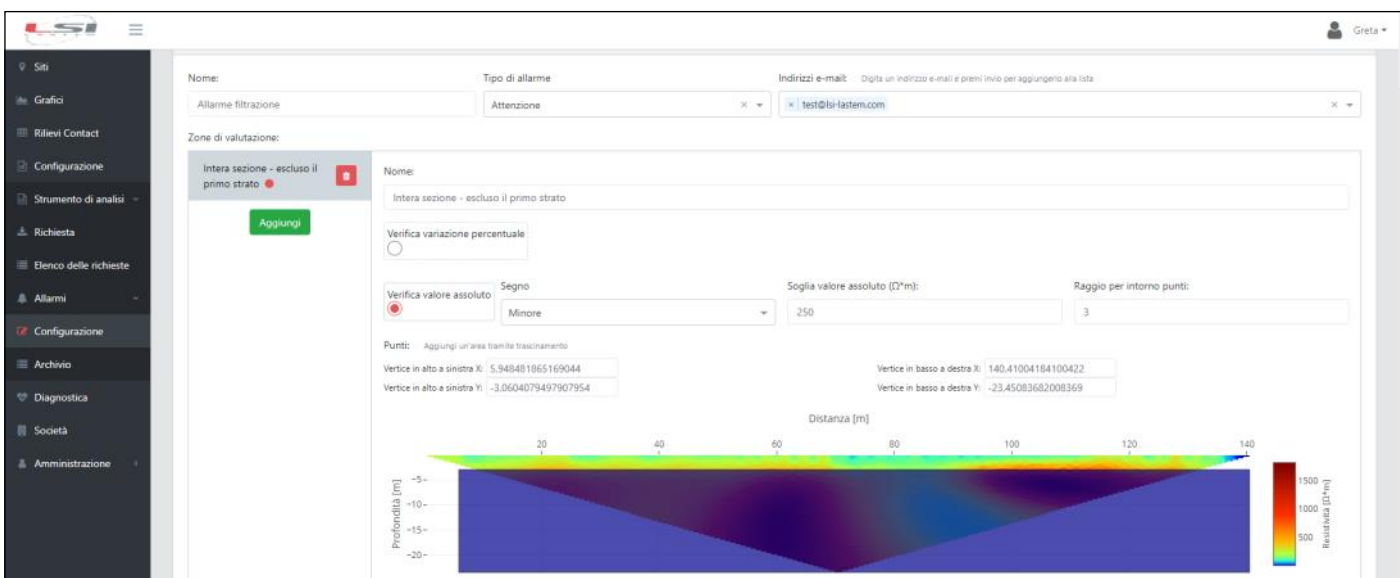 LSI
LASTEM
Greta
Siti
Grafici
Rilievi Contact
Configurazione
Strumento di analisi
Richiesta
Elenco delle richieste
Allarmi
Configurazione
Archivio
Diagnostica
Società
Amministrazione
Nome:
Tipo di allarme
Indirizzi e-mail: Digita un indirizzo e-mail e premi invio per aggiungerlo alla lista
Allarme filtrazione
Attenzione
× test@lsi-lastem.com
Zone di valutazione:
Intera sezione - escluso il
primo strato
Aggiungi
Nome:
Intera sezione - escluso il primo strato
Verifica variazione percentuale
Verifica valore assoluto
Segno
Soglia valore assoluto (Ω*m):
Raggio per intorno punti:
Minore
250
3
Punti: Aggiungi un'area tramite trascinamento
Vertice in alto a sinistra X: 5.948481865169044
Vertice in basso a destra X: 140.41004184100422
Vertice in alto a sinistra Y: -3.0604079497907954
Vertice in basso a destra Y: -23.45083682008369
Distanza [m]
20 40 60 80 100 120 140
Profondità [m]
-5
-10
-15
-20
1500
1000
500
Resistività [Ω*m]